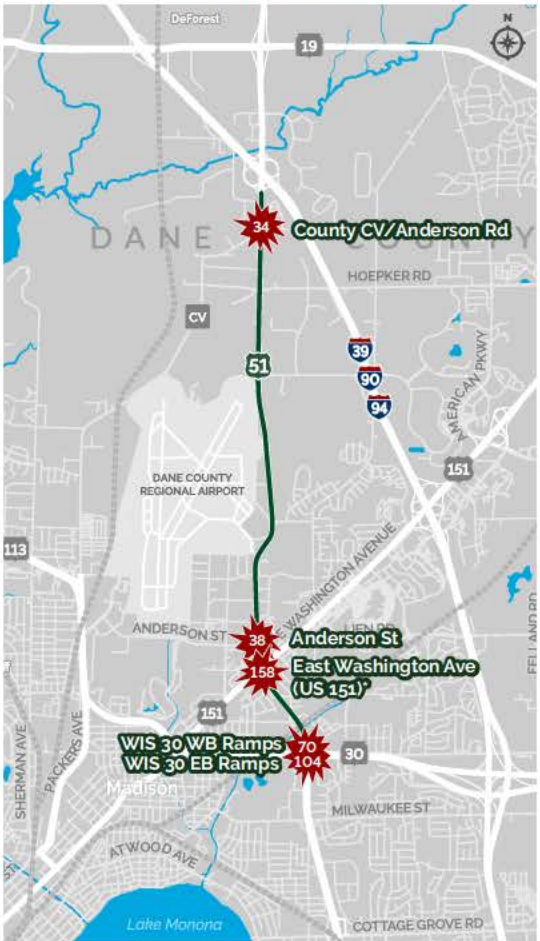 DeForest
N
19
34
County CV/Anderson Rd
DANE COUNTY
HOEPKER RD
CV
39
51
90
94
AMERICAN PKWY
151
DANE COUNTY
REGIONAL AIRPORT
113
E WASHINGTON AVENUE
ANDERSON ST
38
Anderson St
LIEN RD
FELLAND RD
158
East Washington Ave
(US 151)*
151
WIS 30 WB Ramps
70
WIS 30 EB Ramps
104
30
SHERMAN AVE
PACKERS AVE
Madison
MILWAUKEE ST
ATWOOD AVE
ST
Lake Monona
COTTAGE GROVE RD